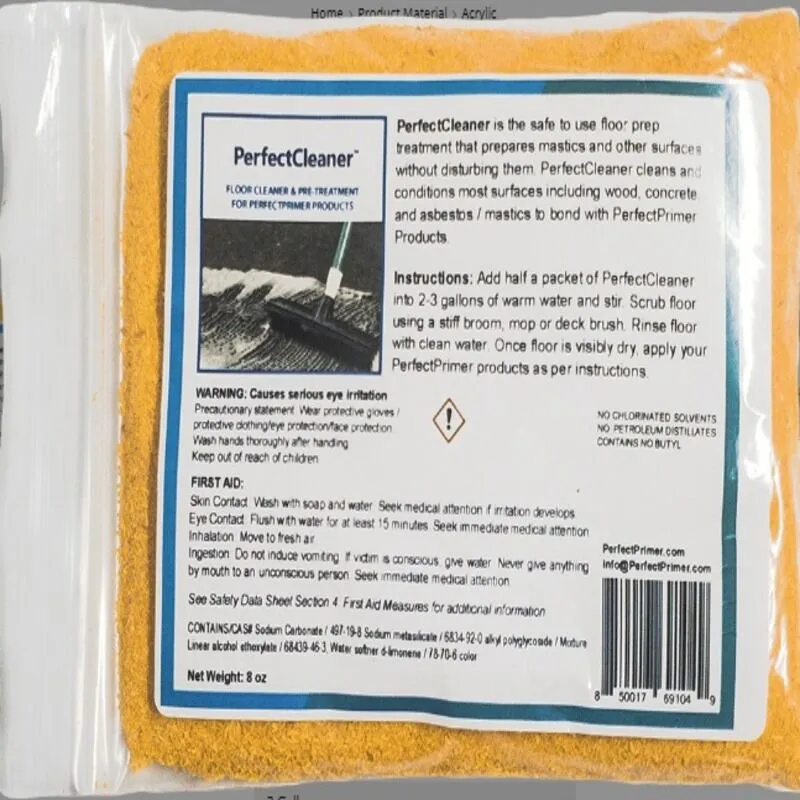 Home > Product Material > Acrylic
PerfectCleaner™
FLOOR CLEANER & PRE-TREATMENT
FOR PERFECTPRIMER PRODUCTS
PerfectCleaner is the safe to use floor prep
treatment that prepares mastics and other surfaces
without disturbing them. PerfectCleaner cleans and
conditions most surfaces including wood, concrete
and asbestos / mastics to bond with PerfectPrimer
Products.
Instructions: Add half a packet of PerfectCleaner
into 2-3 gallons of warm water and stir. Scrub floor
using a stiff broom, mop or deck brush. Rinse floor
with clean water. Once floor is visibly dry, apply your
PerfectPrimer products as per instructions.
WARNING: Causes serious eye irritation
Precautionary statement Wear protective gloves /
protective clothing/eye protection/face protection.
Wash hands thoroughly after handling
Keep out of reach of children.
NO CHLORINATED SOLVENTS
NO PETROLEUM DISTILLATES
CONTAINS NO BUTYL
FIRST AID:
Skin Contact: Wash with soap and water. Seek medical attention if irritation develops.
Eye Contact: Flush with water for at least 15 minutes. Seek immediate medical attention
Inhalation: Move to fresh air
Ingestion: Do not induce vomiting. If victim is conscious, give water. Never give anything
by mouth to an unconscious person. Seek immediate medical attention.
See Safety Data Sheet Section 4 First Aid Measures for additional information
CONTAINS/CAS# Sodium Carbonate / 497-19-8 Sodium metasilicate / 6834-92-0 alkyl polyglycoside / Mixture
Linear alcohol ethoxylate / 68439-46-3, Water softner d-limonene / 78-70-6 color
Net Weight: 8 oz
PerfectPrimer.com
Info@PerfectPrimer.com
8 50017 69104 9